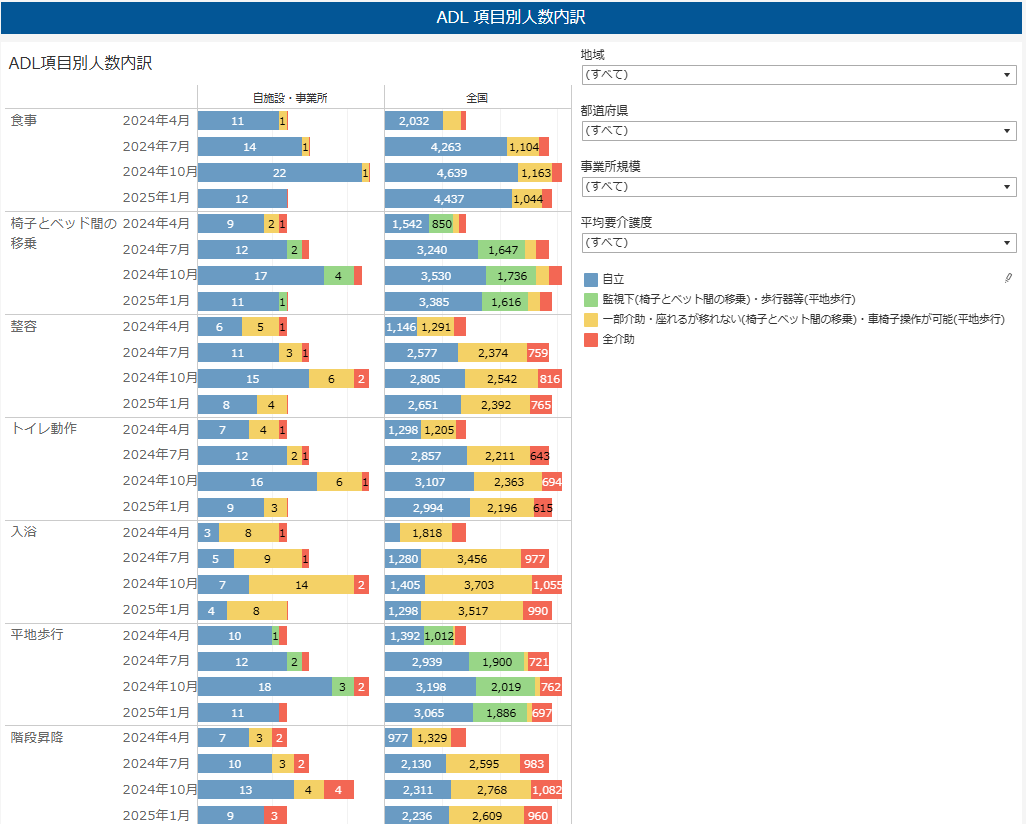 ADL 項目別人数内訳
ADL項目別人数内訳
自施設・事業所 全国
食事 2024年4月 11 1 2,032
2024年7月 14 1 4,263 1,104
2024年10月 22 1 4,639 1,163
2025年1月 12 4,437 1,044
椅子とベッド間の移乗 2024年4月 9 2 1 1,542 850
2024年7月 12 2 3,240 1,647
2024年10月 17 4 3,530 1,736
2025年1月 11 1 3,385 1,616
整容 2024年4月 6 5 1 1,146 1,291
2024年7月 11 3 1 2,577 2,374 759
2024年10月 15 6 2 2,805 2,542 816
2025年1月 8 4 2,651 2,392 765
トイレ動作 2024年4月 7 4 1 1,298 1,205
2024年7月 12 2 1 2,857 2,211 643
2024年10月 16 6 1 3,107 2,363 694
2025年1月 9 3 2,994 2,196 615
入浴 2024年4月 3 8 1 1,818
2024年7月 5 9 1 1,280 3,456 977
2024年10月 7 14 2 1,405 3,703 1,055
2025年1月 4 8 1,298 3,517 990
平地歩行 2024年4月 10 1 1,392 1,012
2024年7月 12 2 2,939 1,900 721
2024年10月 18 3 2 3,198 2,019 762
2025年1月 11 3,065 1,886 697
階段昇降 2024年4月 7 3 2 977 1,329
2024年7月 10 3 2 2,130 2,595 983
2024年10月 13 4 4 2,311 2,768 1,082
2025年1月 9 3 2,236 2,609 960
地域
(すべて)
都道府県
(すべて)
事業所規模
(すべて)
平均要介護度
(すべて)
自立
監視下(椅子とベット間の移乗)・歩行器等(平地歩行)
一部介助・座れるが移れない(椅子とベット間の移乗)・車椅子操作が可能(平地歩行)
全介助